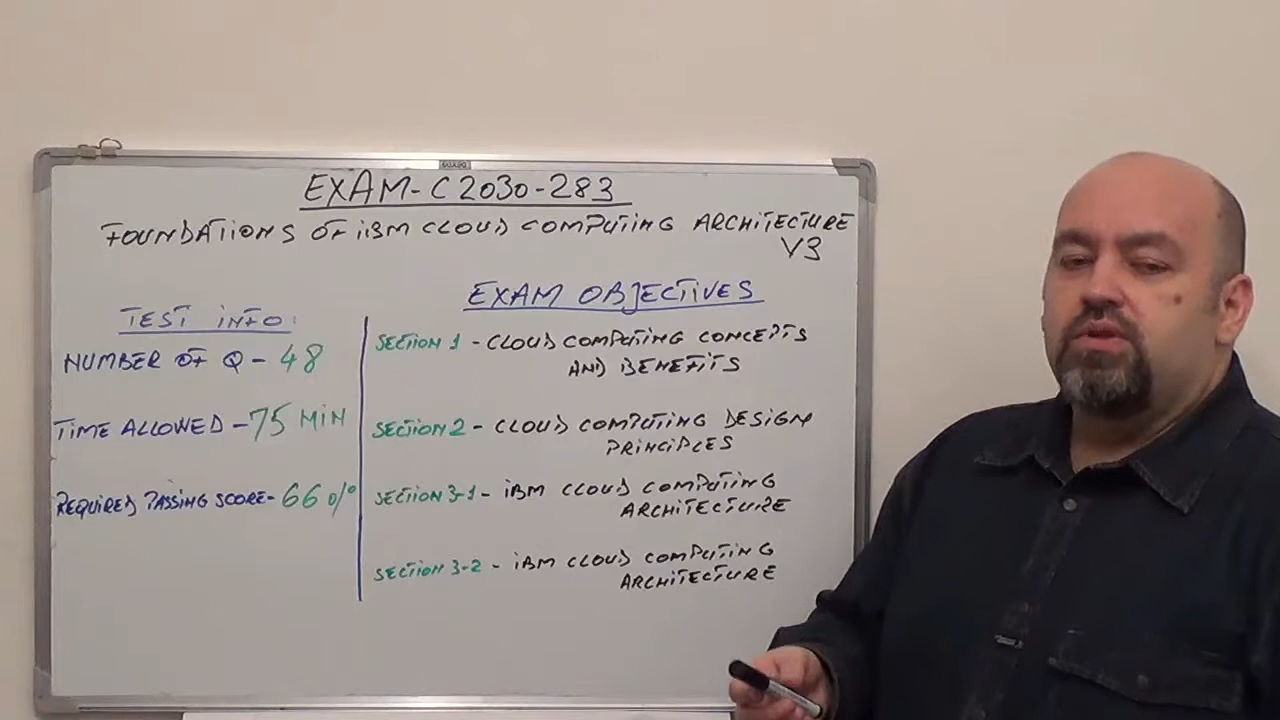 EXAM-C2030-283
FOUNDATIONS OF IBM CLOUD COMPUTING ARCHITECTURE
V3
TEST INFO:
NUMBER OF Q - 48
TIME ALLOWED - 75 MIN
REQUIRED PASSING SCORE - 66%
EXAM OBJECTIVES
SECTION 1 - CLOUD COMPUTING CONCEPTS
AND BENEFITS
SECTION 2 - CLOUD COMPUTING DESIGN
PRINCIPLES
SECTION 3-1 - IBM CLOUD COMPUTING
ARCHITECTURE
SECTION 3-2 - IBM CLOUD COMPUTING
ARCHITECTURE